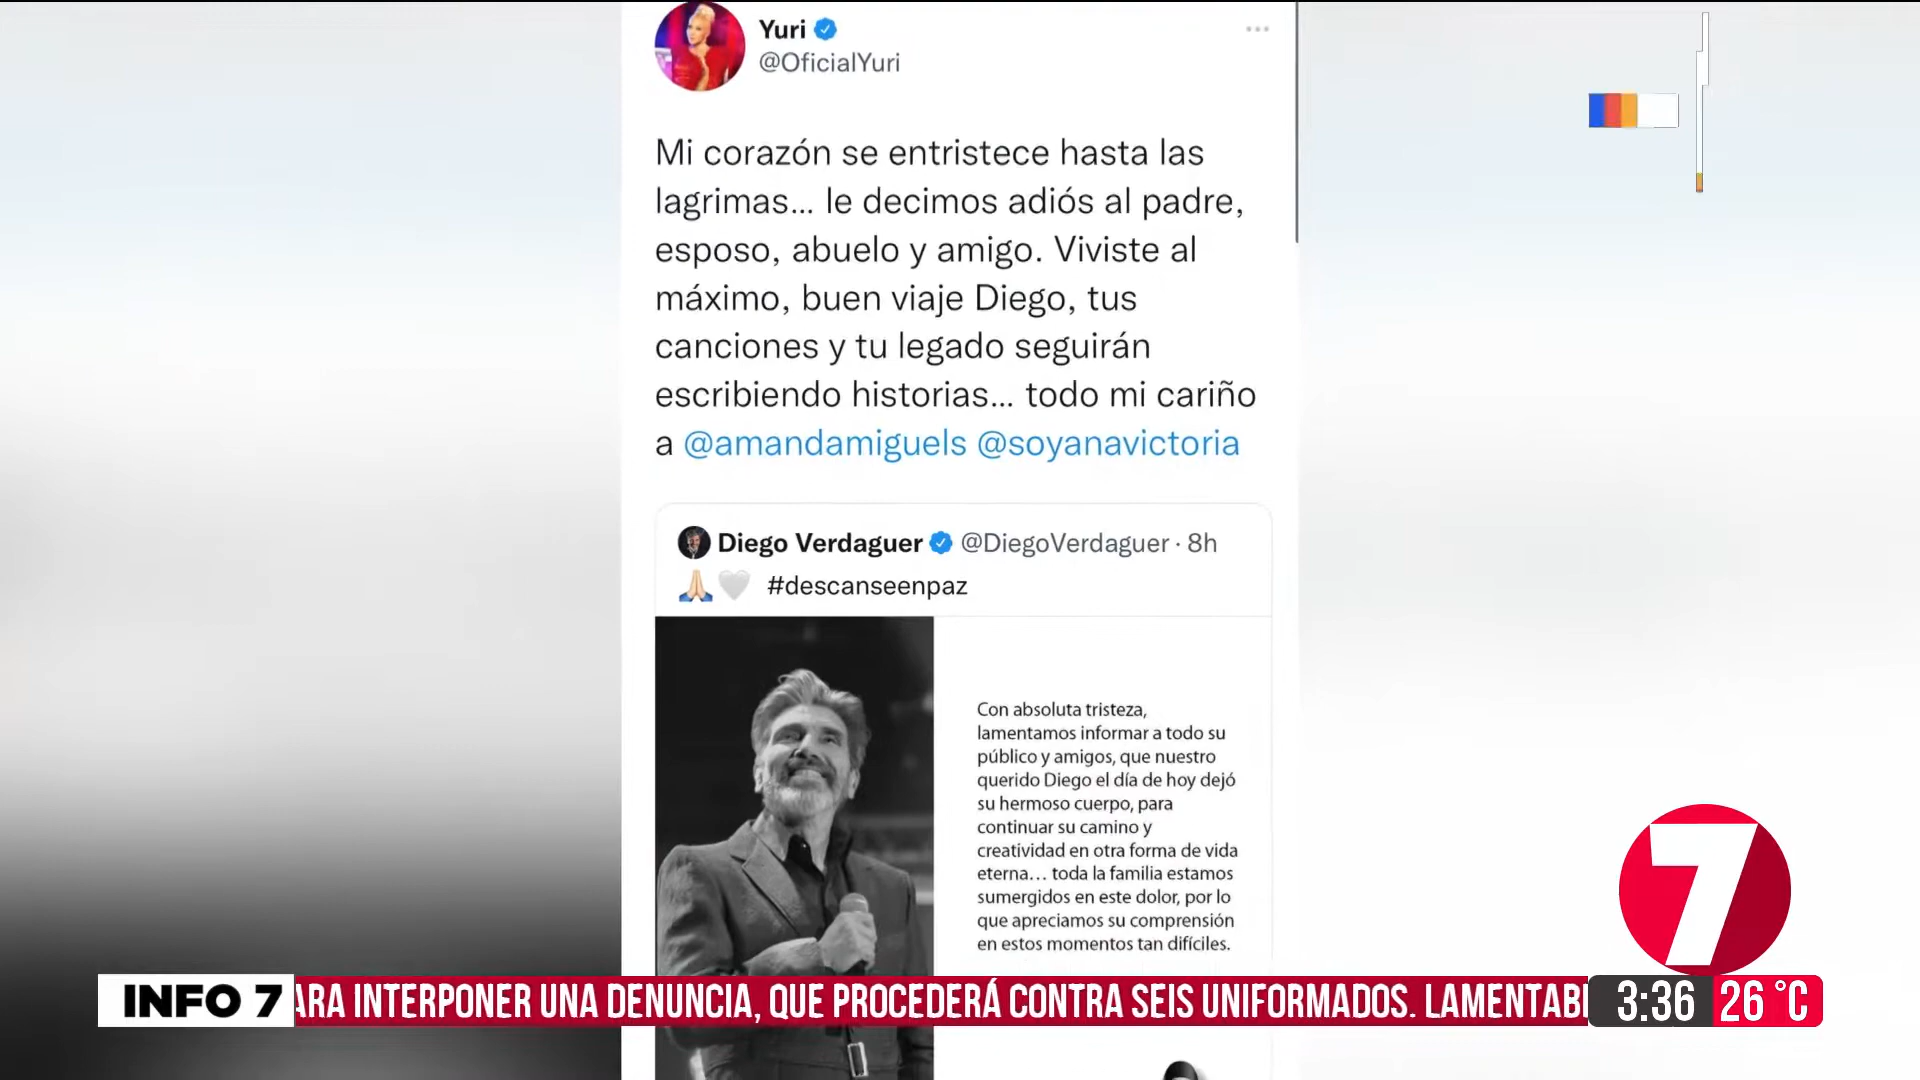 Yuri
@OficialYuri
Mi corazón se entristece hasta las
lagrimas... le decimos adiós al padre,
esposo, abuelo y amigo. Viviste al
máximo, buen viaje Diego, tus
canciones y tu legado seguirán
escribiendo historias... todo mi cariño
a @amandamiguels @soyanavictoria
Diego Verdaguer @DiegoVerdaguer · 8h
#descanseenpaz
Con absoluta tristeza,
lamentamos informar a todo su
público y amigos, que nuestro
querido Diego el día de hoy dejó
su hermoso cuerpo, para
continuar su camino y
creatividad en otra forma de vida
eterna... toda la familia estamos
sumergidos en este dolor, por lo
que apreciamos su comprensión
en estos momentos tan difíciles.
7
INFO 7 ARA INTERPONER UNA DENUNCIA, QUE PROCEDERÁ CONTRA SEIS UNIFORMADOS. LAMENTAB 3:36 26 °C